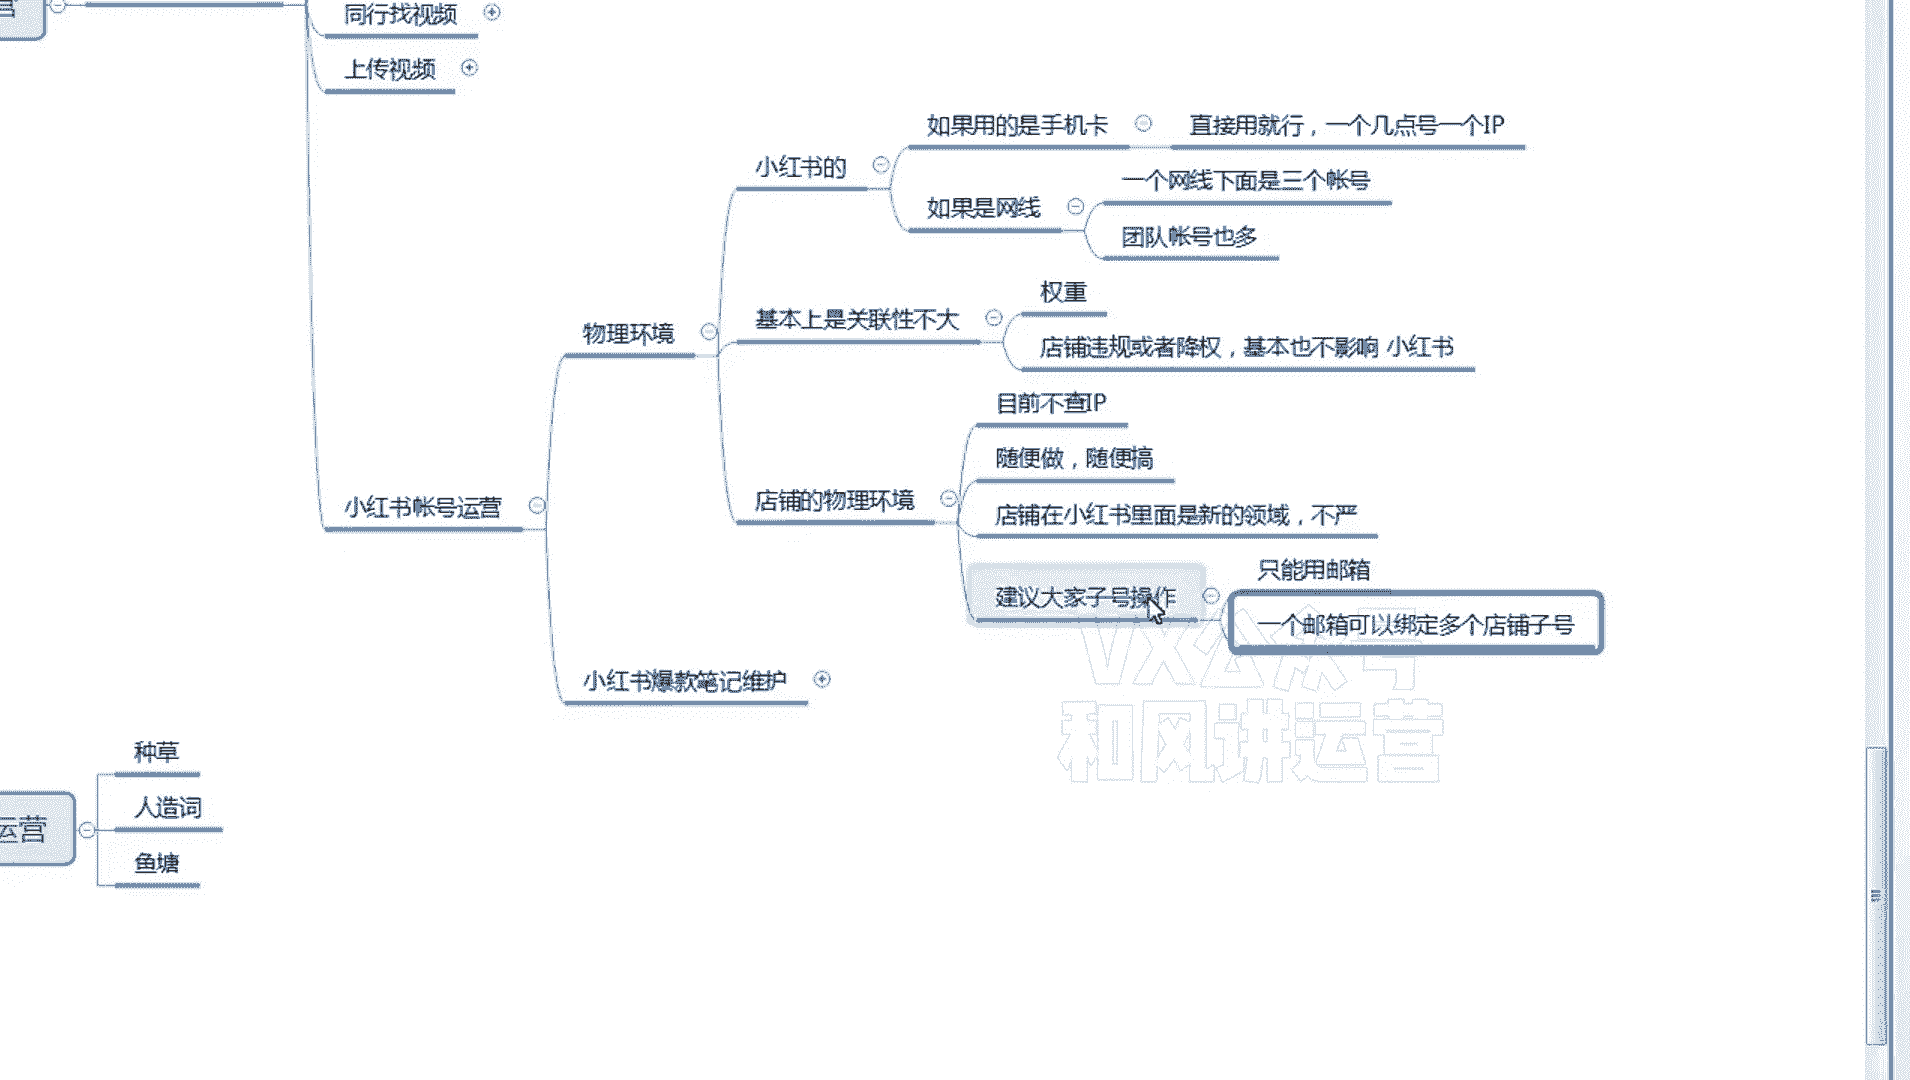 营
同行找视频
上传视频
如果用的是手机卡
直接用就行，一个几点号一个IP
小红书的
一个网线下面是三个帐号
如果是网线
团队帐号也多
权重
基本上是关联性不大
物理环境
店铺违规或者降权，基本也不影响 小红书
目前不查IP
随便做，随便搞
店铺的物理环境
小红书帐号运营
店铺在小红书里面是新的领域，不严
只能用邮箱
建议大家子号操作
一个邮箱可以绑定多个店铺子号
小红书爆款笔记维护
VX公众号
和风讲运营
种草
人造词
运营
鱼塘